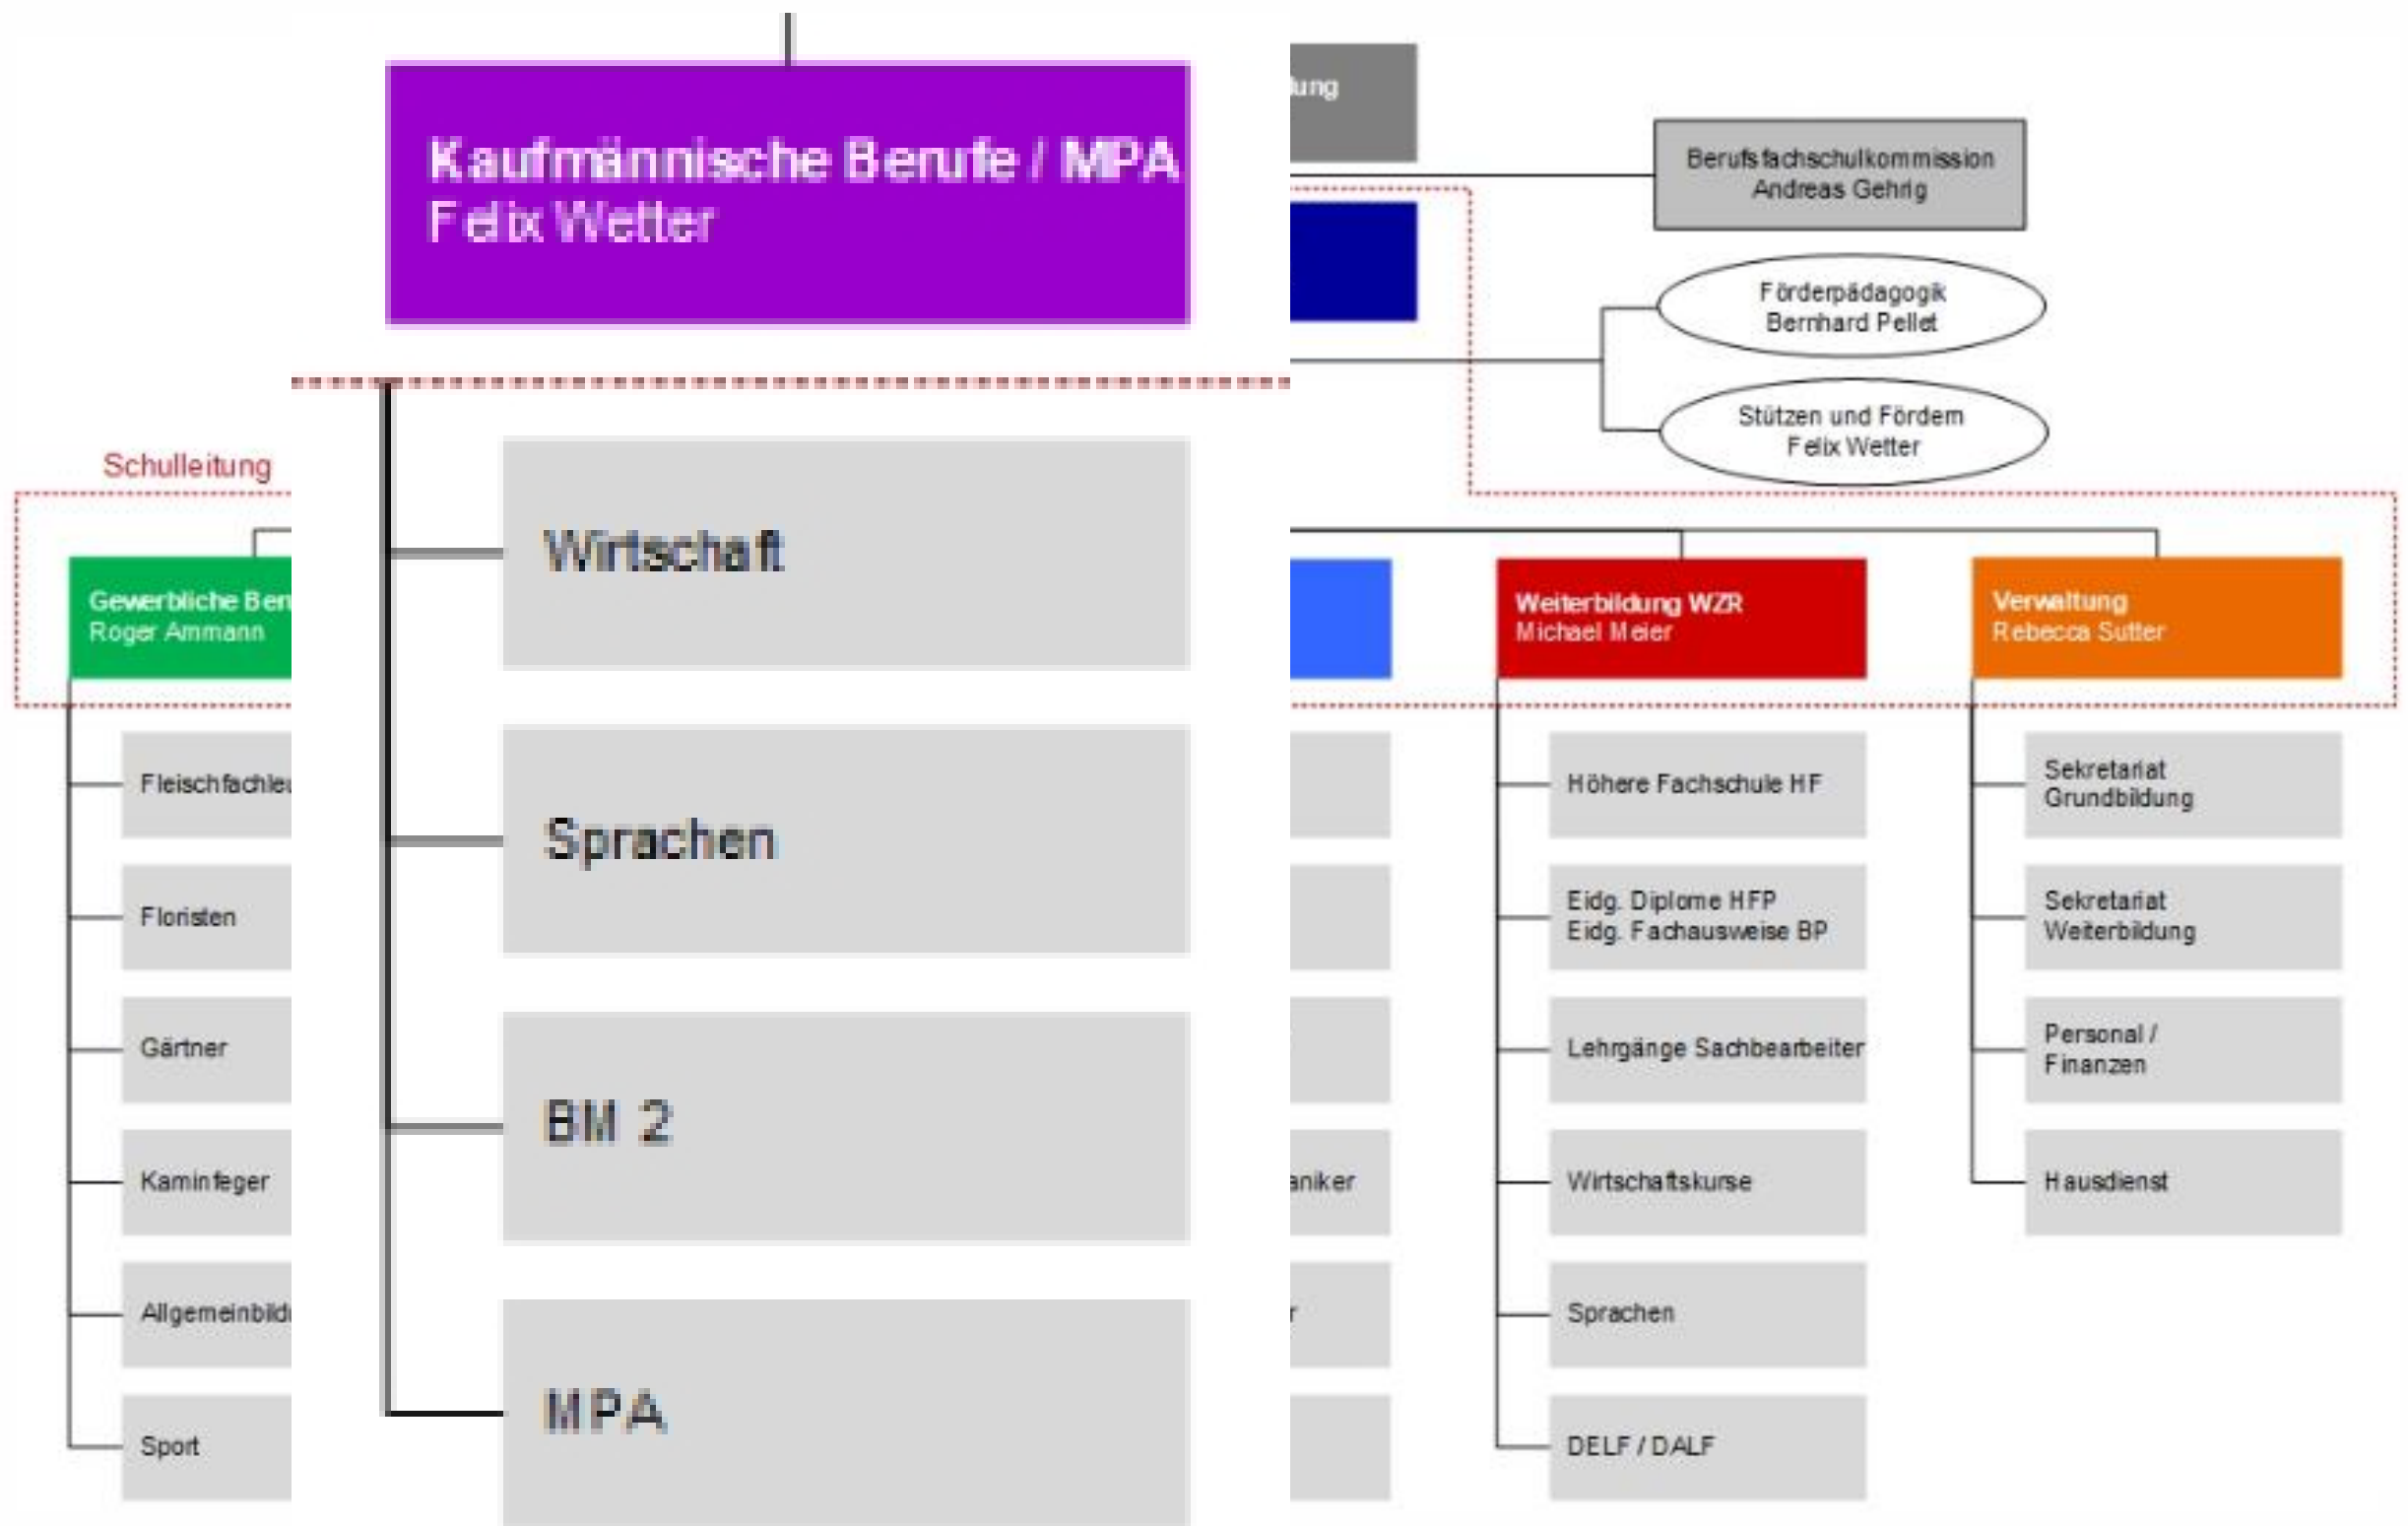 Kaufmännische Berufe / MPA
Felix Wetter
Wirtschaft
Sprachen
BM 2
MPA
Schulleitung
Gewerbliche
Roger Ammann
Floristen
Gärtner
Kaminfeger
Sport
Berufsfachschulkommission
Andreas Gehrig
Förderpädagogik
Bernhard Pellet
Stützen und Fördern
Felix Wetter
Weiterbildung WZR
Michael Meier
Höhere Fachschule HF
Eidg. Diplome HFP
Eidg. Fachausweise BP
Lehrgänge Sachbearbeiter
Wirtschaftskurse
Sprachen
DELF / DALF
Verwaltung
Rebecca Sutter
Sekretariat
Grundbildung
Sekretariat
Weiterbildung
Personal /
Finanzen
Hausdienst